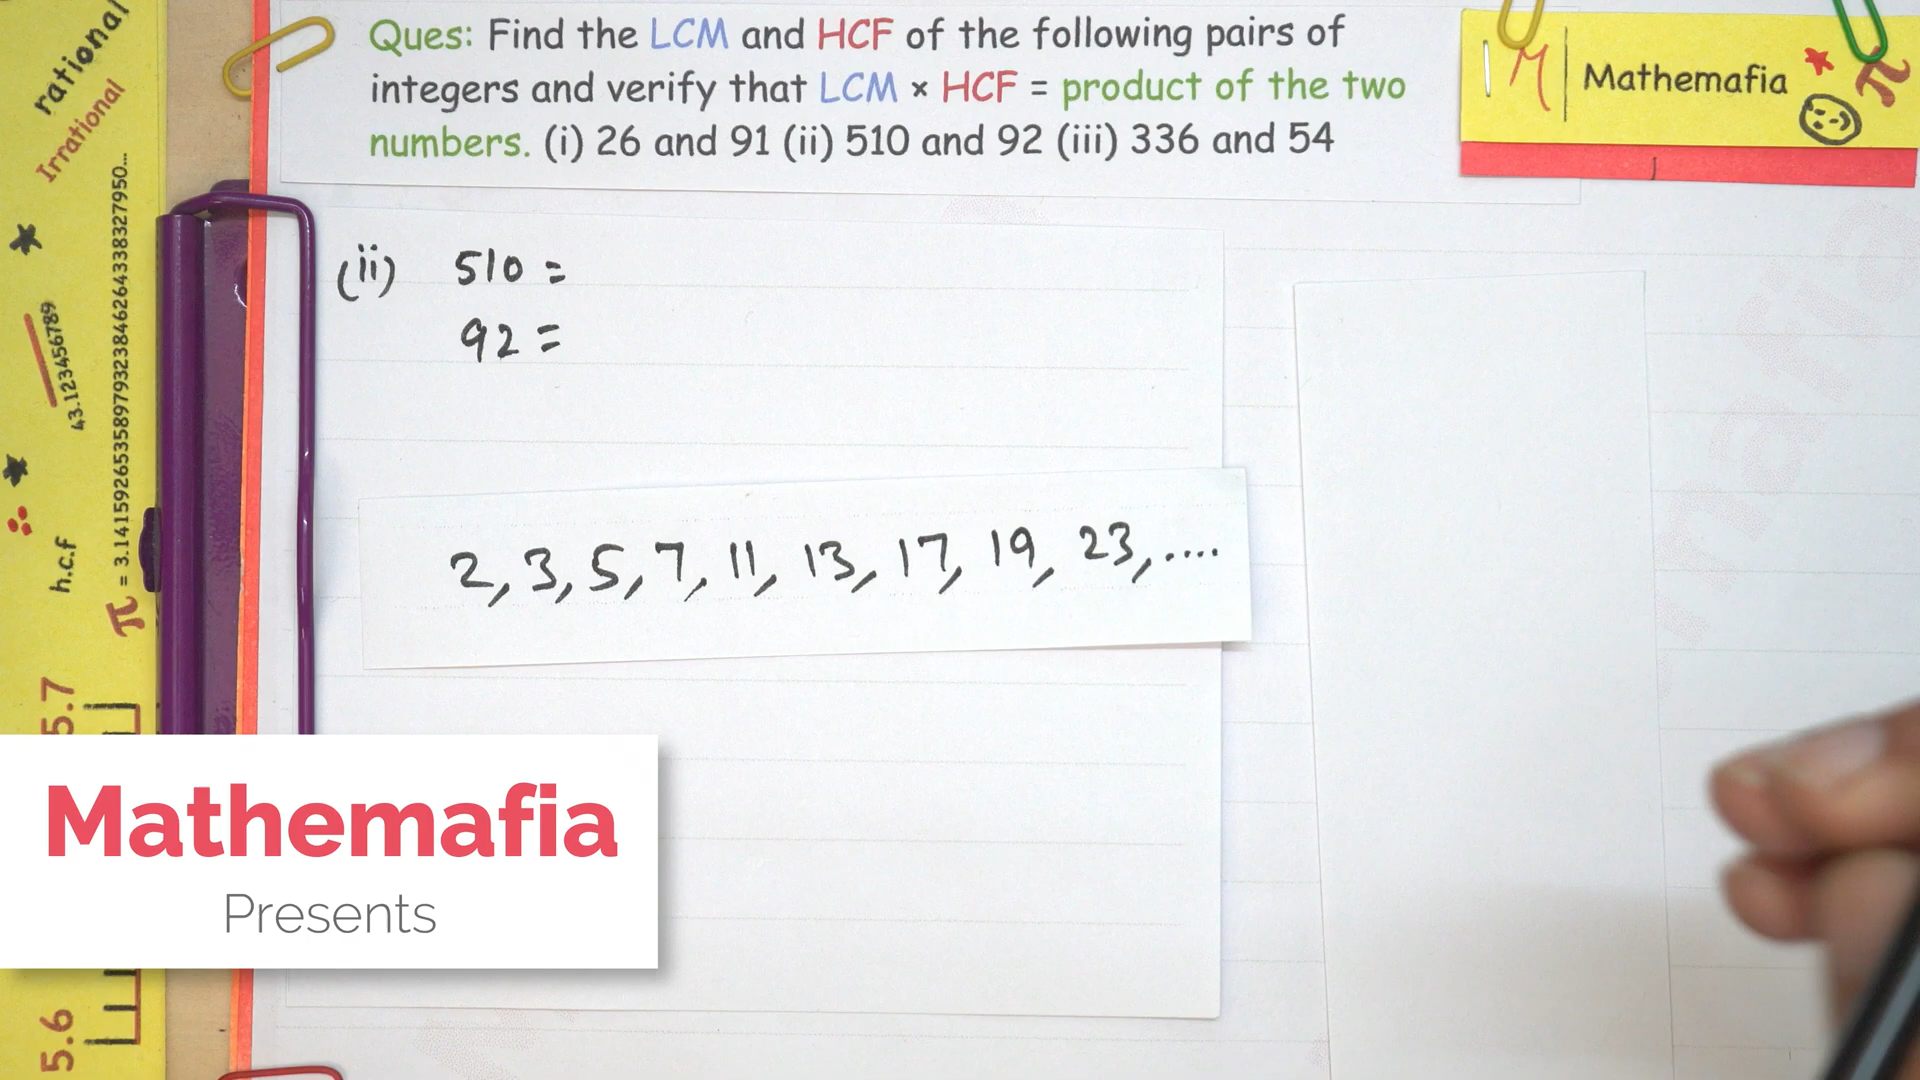 Ques: Find the LCM and HCF of the following pairs of
integers and verify that LCM × HCF = product of the two
numbers. (i) 26 and 91 (ii) 510 and 92 (iii) 336 and 54
M Mathemafia π
rational
Irrational
43.123456789
h.c.f
π = 3.14159265358979323846264338327950...
5.7
5.6
(ii) 510 =
92 =
2, 3, 5, 7, 11, 13, 17, 19, 23, ....
Mathemafia
Presents